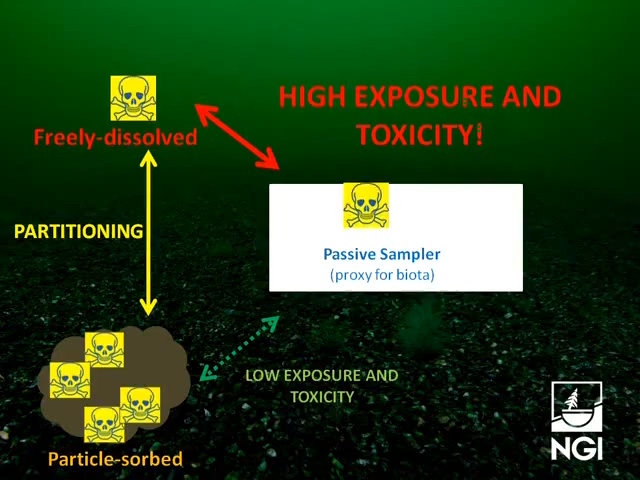 HIGH EXPOSURE AND
TOXICITY!
Freely-dissolved
PARTITIONING
Passive Sampler
(proxy for biota)
LOW EXPOSURE AND
TOXICITY
Particle-sorbed
NGI